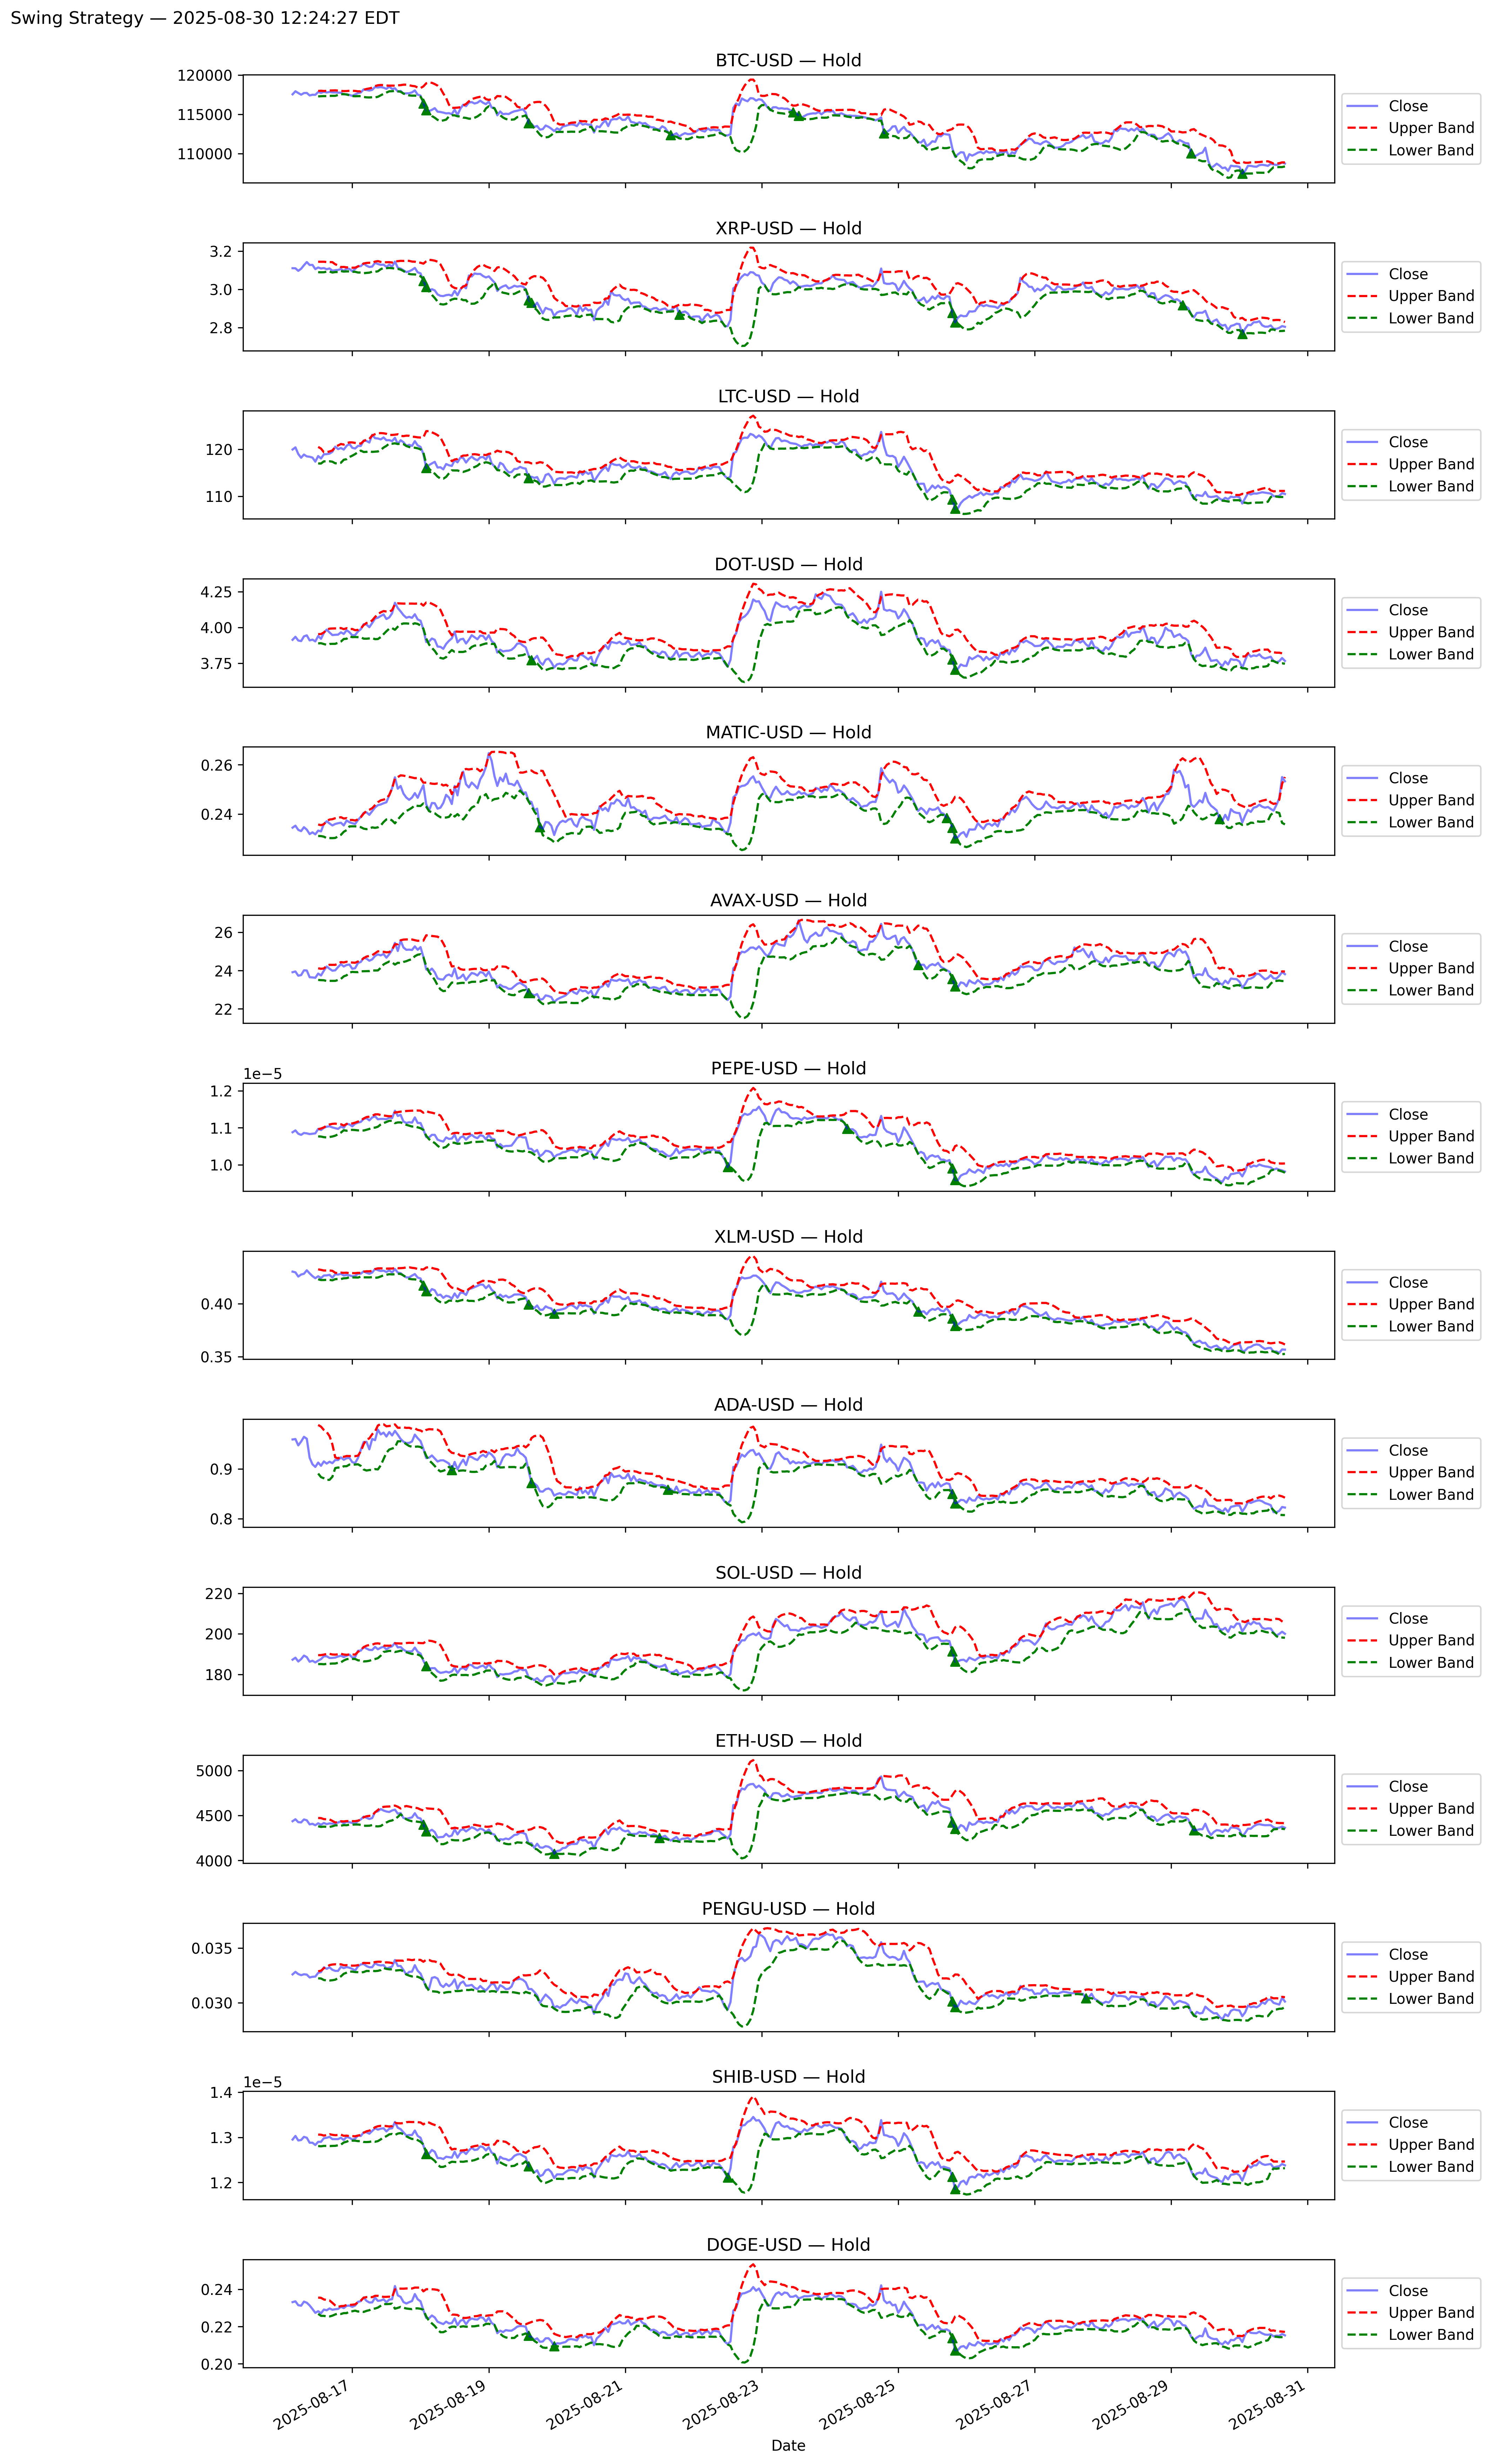 Swing Strategy — 2025-08-30 12:24:27 EDT
BTC-USD — Hold
120000
115000
110000
Close
Upper Band
Lower Band
XRP-USD — Hold
3.2
3.0
2.8
Close
Upper Band
Lower Band
LTC-USD — Hold
120
110
Close
Upper Band
Lower Band
DOT-USD — Hold
4.25
4.00
3.75
Close
Upper Band
Lower Band
MATIC-USD — Hold
0.26
0.24
Close
Upper Band
Lower Band
AVAX-USD — Hold
26
24
22
Close
Upper Band
Lower Band
PEPE-USD — Hold
1e−5
1.2
1.1
1.0
Close
Upper Band
Lower Band
XLM-USD — Hold
0.40
0.35
Close
Upper Band
Lower Band
ADA-USD — Hold
0.9
0.8
Close
Upper Band
Lower Band
SOL-USD — Hold
220
200
180
Close
Upper Band
Lower Band
ETH-USD — Hold
5000
4500
4000
Close
Upper Band
Lower Band
PENGU-USD — Hold
0.035
0.030
Close
Upper Band
Lower Band
SHIB-USD — Hold
1e−5
1.4
1.3
1.2
Close
Upper Band
Lower Band
DOGE-USD — Hold
0.24
0.22
0.20
Close
Upper Band
Lower Band
2025-08-17
2025-08-19
2025-08-21
2025-08-23
2025-08-25
2025-08-27
2025-08-29
2025-08-31
Date